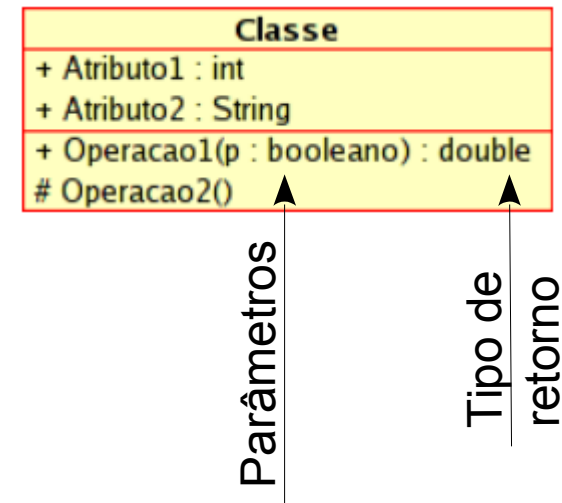 Classe
+ Atributo1 : int
+ Atributo2 : String
+ Operacao1(p : booleano) : double
# Operacao2()
Parâmetros
Tipo de
retorno